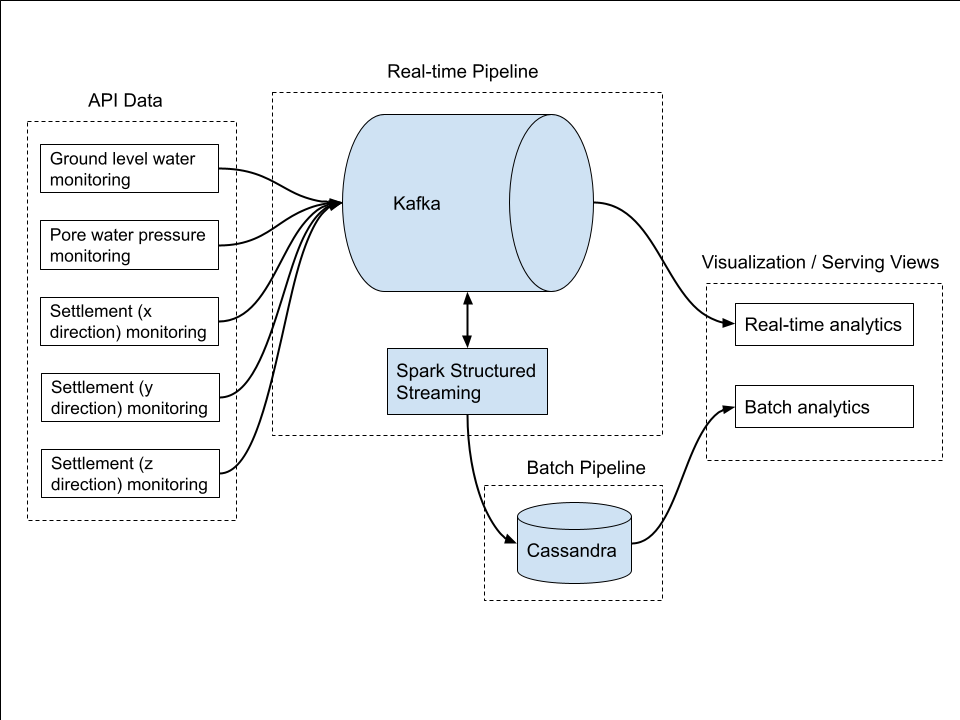 API Data
Ground level water
monitoring
Pore water pressure
monitoring
Settlement (x
direction) monitoring
Settlement (y
direction) monitoring
Settlement (z
direction) monitoring
Real-time Pipeline
Kafka
Spark Structured
Streaming
Batch Pipeline
Cassandra
Visualization / Serving Views
Real-time analytics
Batch analytics